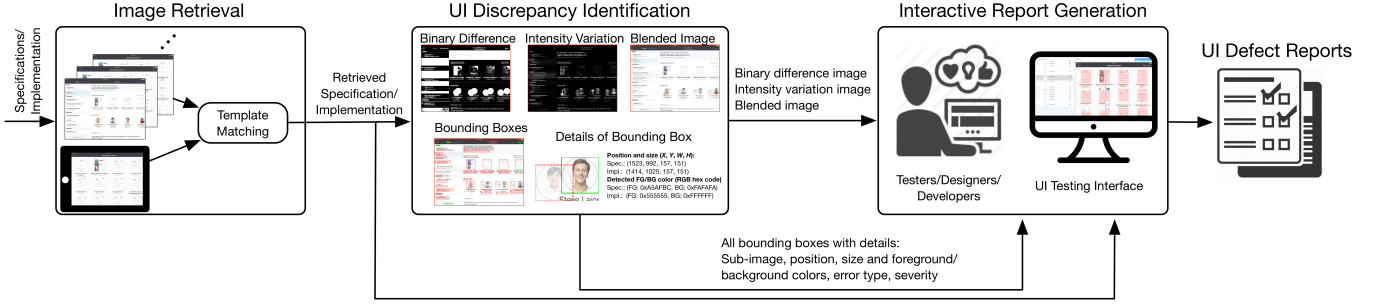 Image Retrieval
UI Discrepancy Identification
Interactive Report Generation
Specifications/
Implementation
Template
Matching
Retrieved
Specification/
Implementation
Binary Difference
Intensity Variation
Blended Image
Bounding Boxes
Details of Bounding Box
Position and size (X, Y, W, H):
Spec.: (1523, 992, 157, 151)
Impl.: (1414, 1025, 157, 151)
Detected FG/BG color (RGB hex code)
Spec.: (FG: 0xA5AFBC, BG: 0xFAFAFA)
Impl.: (FG: 0x555555, BG: 0xFFFFFF)
Binary difference image
Intensity variation image
Blended image
Testers/Designers/
Developers
UI Testing Interface
UI Defect Reports
All bounding boxes with details:
Sub-image, position, size and foreground/
background colors, error type, severity